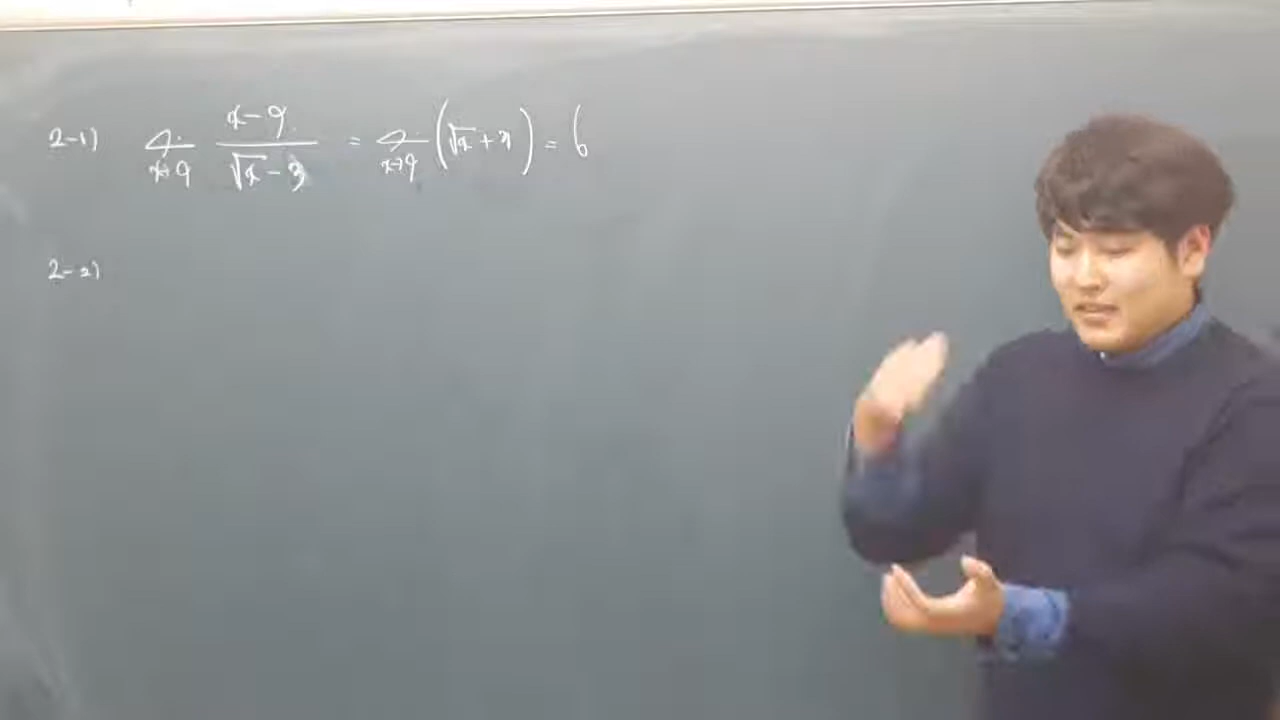 2-1) lim x→9 (x-9)/(√x-3) = lim x→9 (√x+3) = 6
2-2)